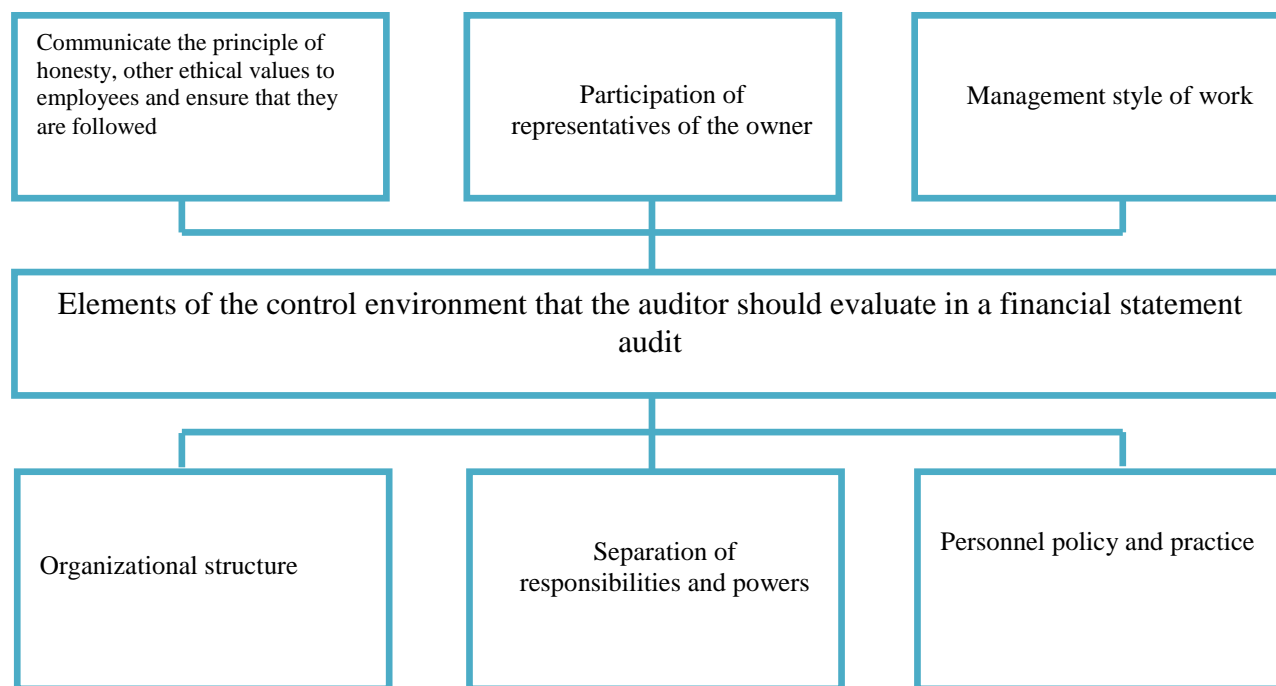 Communicate the principle of
honesty, other ethical values to
employees and ensure that they
are followed
Participation of
representatives of the owner
Management style of work
Elements of the control environment that the auditor should evaluate in a financial statement
audit
Organizational structure
Separation of
responsibilities and powers
Personnel policy and practice